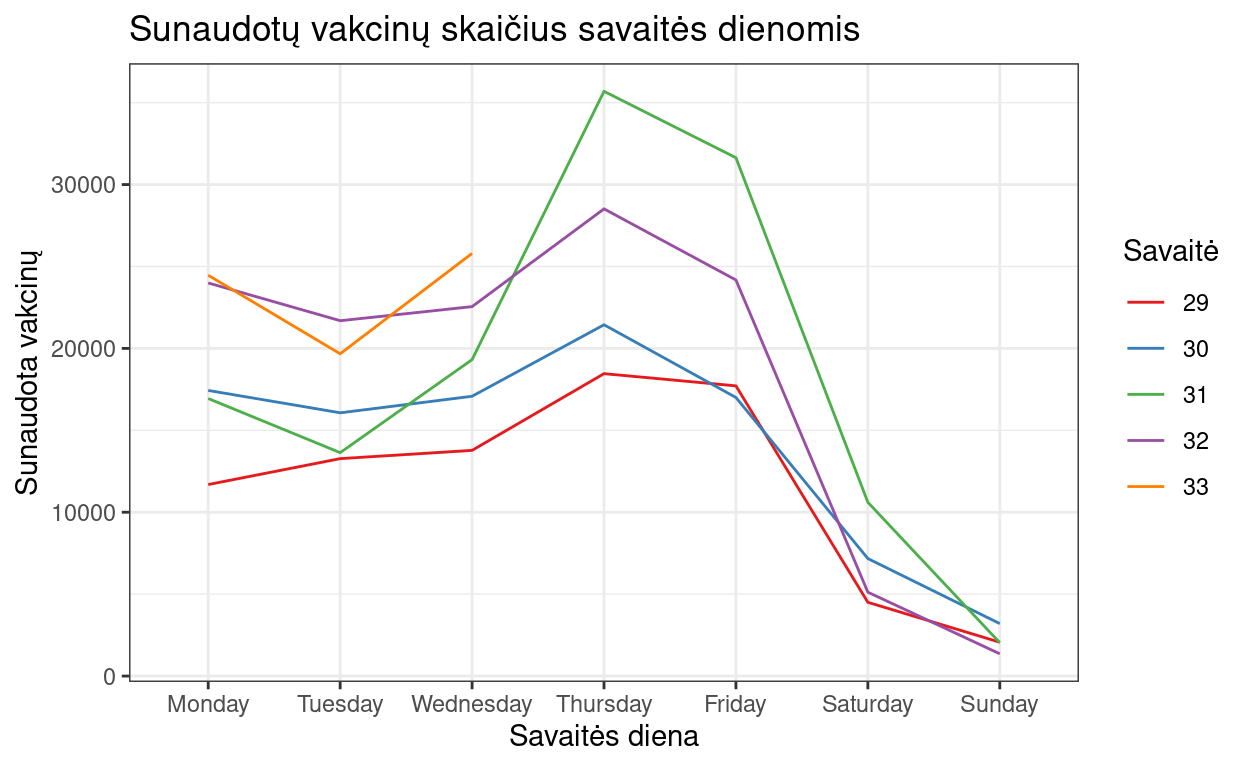 Sunaudotų vakcinų skaičius savaitės dienomis
Sunaudota vakcinų
30000
20000
10000
0
Monday Tuesday Wednesday Thursday Friday Saturday Sunday
Savaitės diena
Savaitė
29
30
31
32
33